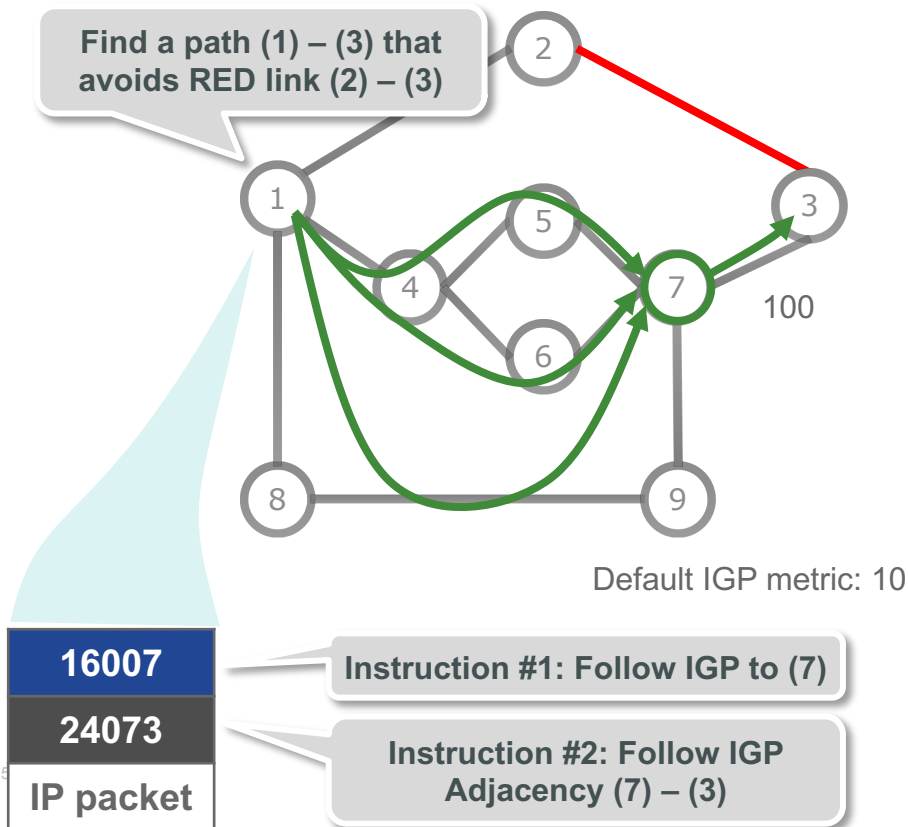 Find a path (1) – (3) that
avoids RED link (2) – (3)
2
1
5
3
4
7
100
6
8
9
Default IGP metric: 10
16007
Instruction #1: Follow IGP to (7)
24073
Instruction #2: Follow IGP
Adjacency (7) – (3)
5
IP packet